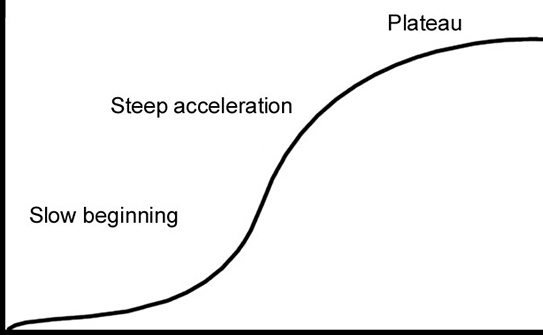 Plateau
Steep acceleration
Slow beginning